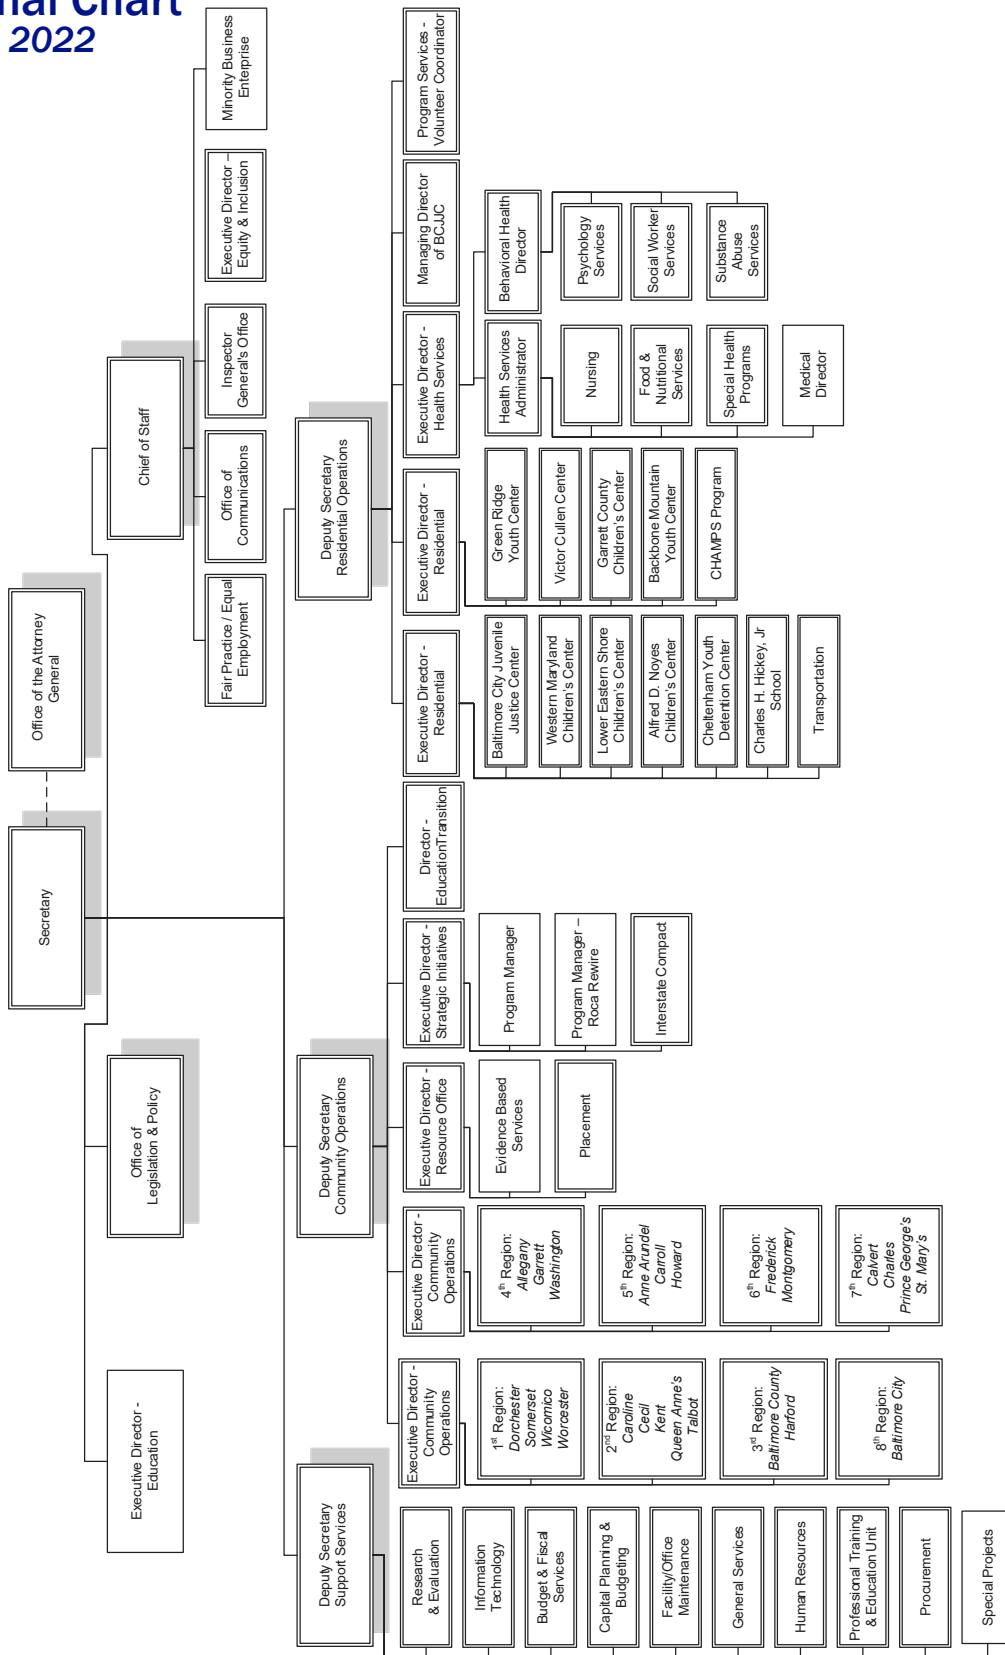 nal Chart
2022
Secretary
Office of the Attorney
General
Executive Director -
Education
Office of
Legislation & Policy
Chief of Staff
Fair Practice / Equal
Employment
Office of
Communications
Inspector
General's Office
Executive Director –
Equity & Inclusion
Minority Business
Enterprise
Deputy Secretary
Support Services
Research
& Evaluation
Information
Technology
Budget & Fiscal
Services
Capital Planning &
Budgeting
Facility/Office
Maintenance
General Services
Human Resources
Professional Training
& Education Unit
Procurement
Special Projects
Deputy Secretary
Community Operations
Executive Director -
Community
Operations
1st Region:
Dorchester
Somerset
Wicomico
Worcester
2nd Region:
Caroline
Cecil
Kent
Queen Anne's
Talbot
3rd Region:
Baltimore County
Harford
8th Region:
Baltimore City
Executive Director -
Community
Operations
4th Region:
Allegany
Garrett
Washington
5th Region:
Anne Arundel
Carroll
Howard
6th Region:
Frederick
Montgomery
7th Region:
Calvert
Charles
Prince George's
St. Mary's
Executive Director -
Resource Office
Evidence Based
Services
Placement
Executive Director -
Strategic Initiatives
Program Manager
Program Manager –
Roca Rewire
Interstate Compact
Director -
EducationTransition
Deputy Secretary
Residential Operations
Executive Director -
Residential
Baltimore City Juvenile
Justice Center
Western Maryland
Children's Center
Lower Eastern Shore
Children's Center
Alfred D. Noyes
Children's Center
Cheltenham Youth
Detention Center
Charles H. Hickey, Jr
School
Transportation
Executive Director -
Residential
Green Ridge
Youth Center
Victor Cullen Center
Garrett County
Children's Center
Backbone Mountain
Youth Center
CHAMPS Program
Executive Director -
Health Services
Health Services
Administrator
Nursing
Food &
Nutritional
Services
Special Health
Programs
Medical
Director
Behavioral Health
Director
Psychology
Services
Social Worker
Services
Substance
Abuse
Services
Managing Director
of BCJJC
Program Services -
Volunteer Coordinator